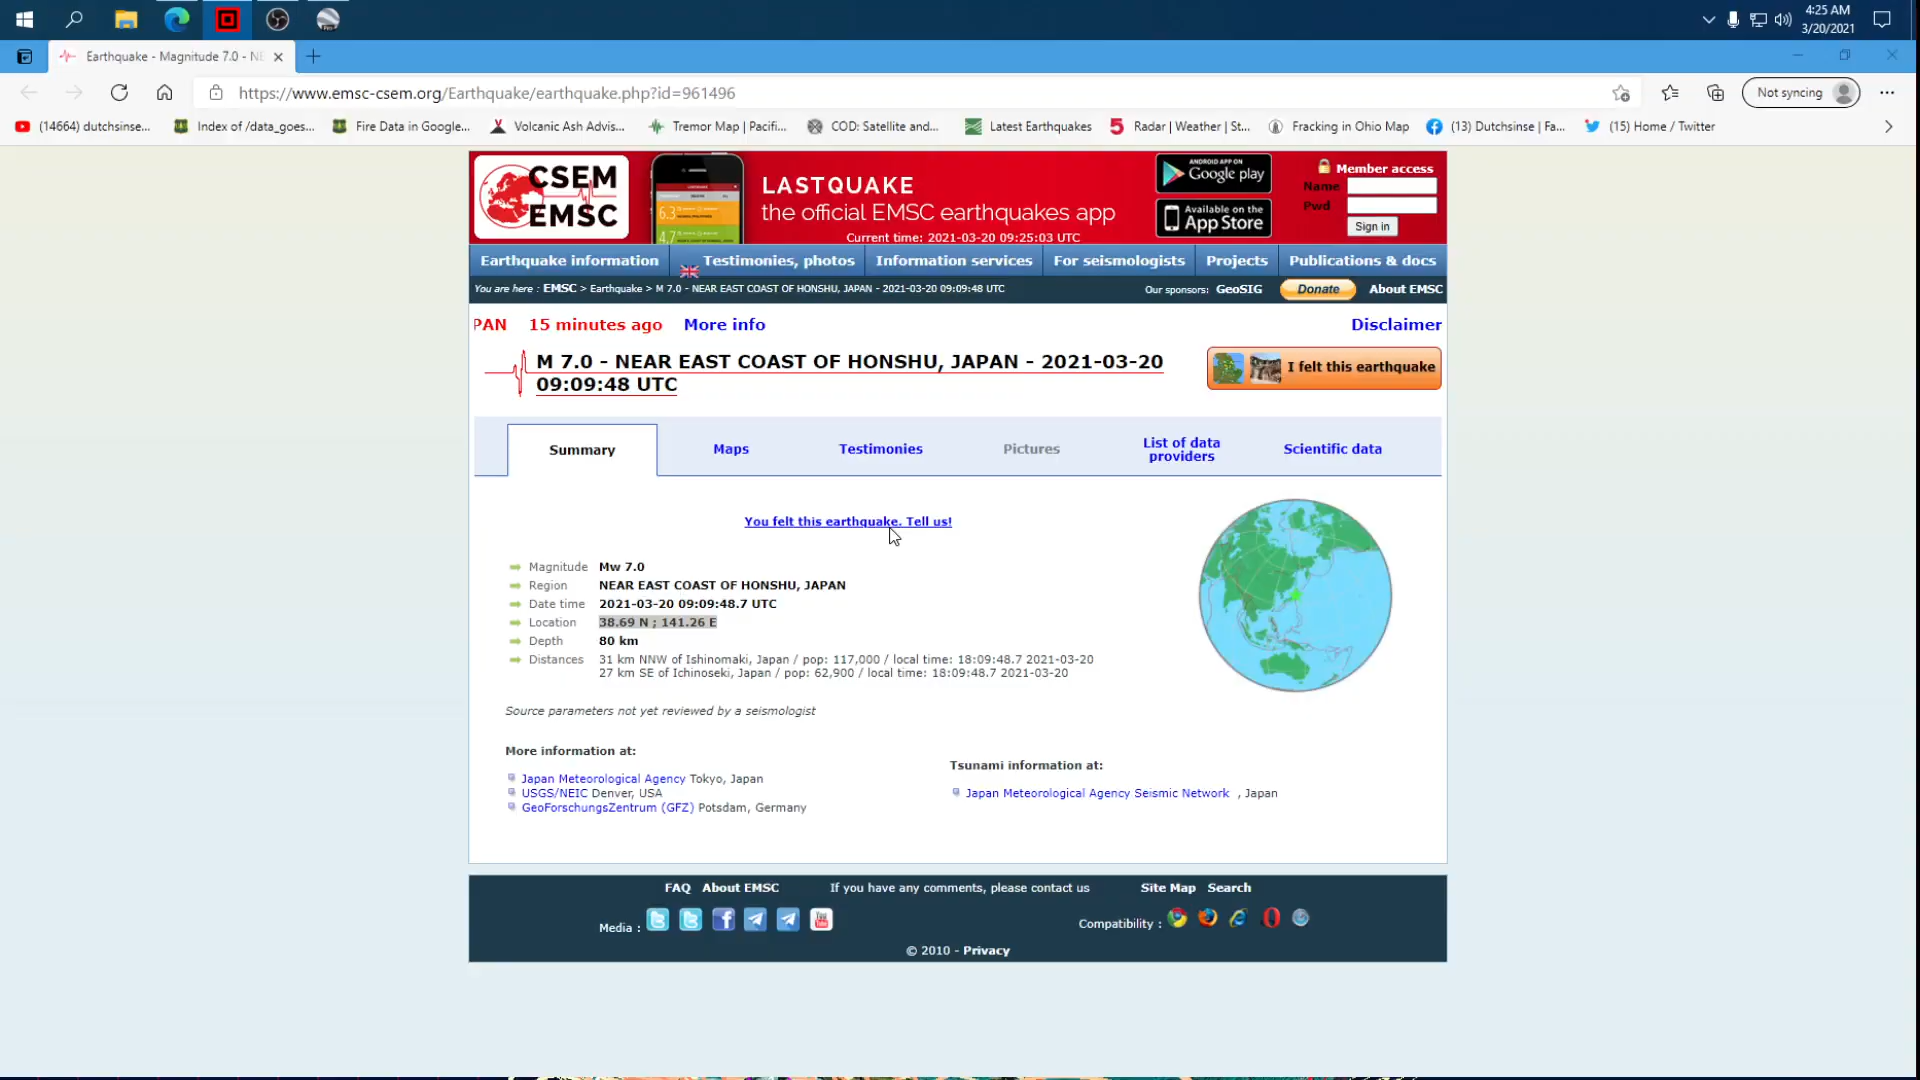 4:25 AM
3/20/2021
Earthquake - Magnitude 7.0 - NE
https://www.emsc-csem.org/Earthquake/earthquake.php?id=961496
Not syncing
(14664) dutchsinse...
Index of /data_goes...
Fire Data in Google...
Volcanic Ash Advis...
Tremor Map | Pacifi...
COD: Satellite and...
Latest Earthquakes
Radar | Weather | St...
Fracking in Ohio Map
(13) Dutchsinse | Fa...
(15) Home / Twitter
CSEM
EMSC
6.3
4.7
LASTQUAKE
the official EMSC earthquakes app
Current time: 2021-03-20 09:25:03 UTC
ANDROID APP ON
Google play
Available on the
App Store
Member access
Name
Pwd
Sign in
Earthquake information
Testimonies, photos
Information services
For seismologists
Projects
Publications & docs
You are here : EMSC > Earthquake > M 7.0 - NEAR EAST COAST OF HONSHU, JAPAN - 2021-03-20 09:09:48 UTC
Our sponsors: GeoSIG
Donate
About EMSC
PAN 15 minutes ago More info
Disclaimer
M 7.0 - NEAR EAST COAST OF HONSHU, JAPAN - 2021-03-20
09:09:48 UTC
I felt this earthquake
Summary
Maps
Testimonies
Pictures
List of data
providers
Scientific data
You felt this earthquake. Tell us!
Magnitude Mw 7.0
Region NEAR EAST COAST OF HONSHU, JAPAN
Date time 2021-03-20 09:09:48.7 UTC
Location 38.69 N ; 141.26 E
Depth 80 km
Distances 31 km NNW of Ishinomaki, Japan / pop: 117,000 / local time: 18:09:48.7 2021-03-20
27 km SE of Ichinoseki, Japan / pop: 62,900 / local time: 18:09:48.7 2021-03-20
Source parameters not yet reviewed by a seismologist
More information at:
Japan Meteorological Agency Tokyo, Japan
USGS/NEIC Denver, USA
GeoForschungsZentrum (GFZ) Potsdam, Germany
Tsunami information at:
Japan Meteorological Agency Seismic Network , Japan
FAQ About EMSC
If you have any comments, please contact us
Site Map Search
Media :
Compatibility :
© 2010 - Privacy